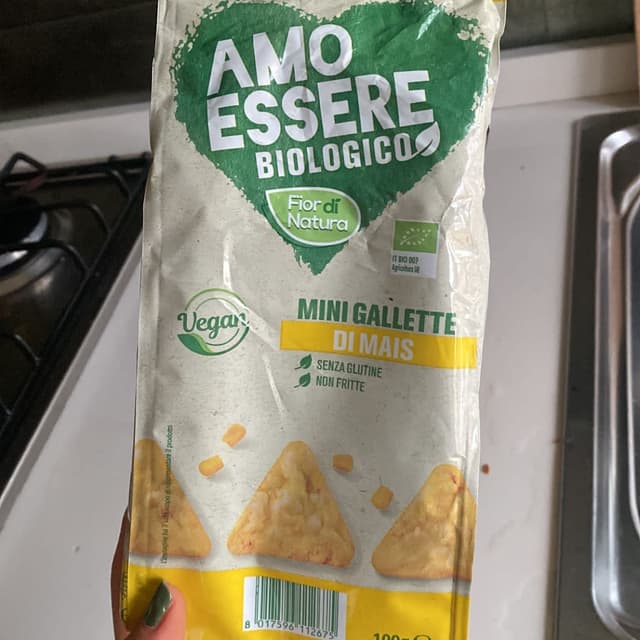 AMO
ESSERE
BIOLOGICO
Fior di
Natura
IT BIO 007
Agricoltura UE
Vegan
MINI GALLETTE
DI MAIS
SENZA GLUTINE
NON FRITTE
8 017596 112675
100g e